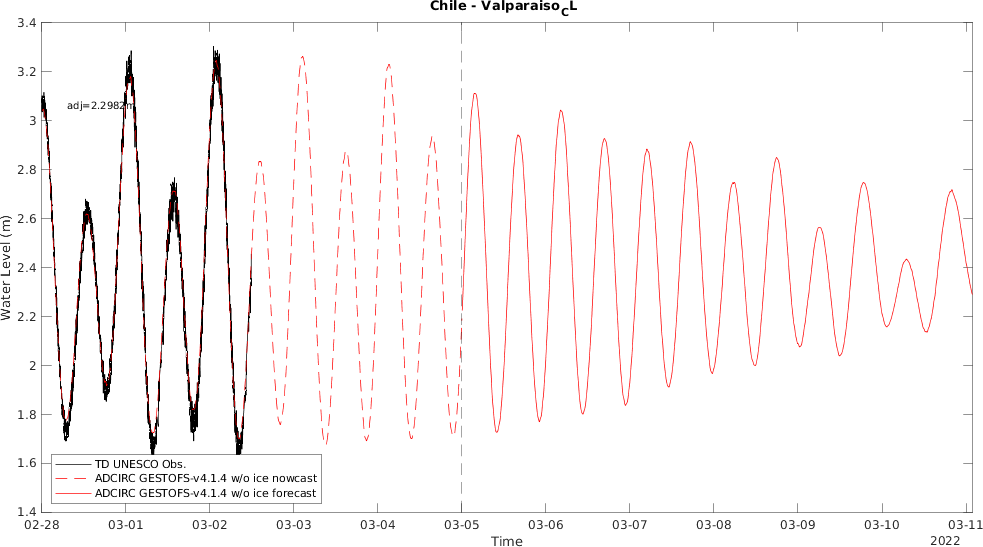 Chile - ValparaisoCL
3.4
3.2
3
2.8
2.6
2.4
2.2
2
1.8
1.6
1.4
Water Level (m)
adj=2.2982m
TD UNESCO Obs.
ADCIRC GESTOFS-v4.1.4 w/o ice nowcast
ADCIRC GESTOFS-v4.1.4 w/o ice forecast
02-28 03-01 03-02 03-03 03-04 03-05 03-06 03-07 03-08 03-09 03-10 03-11
Time
2022